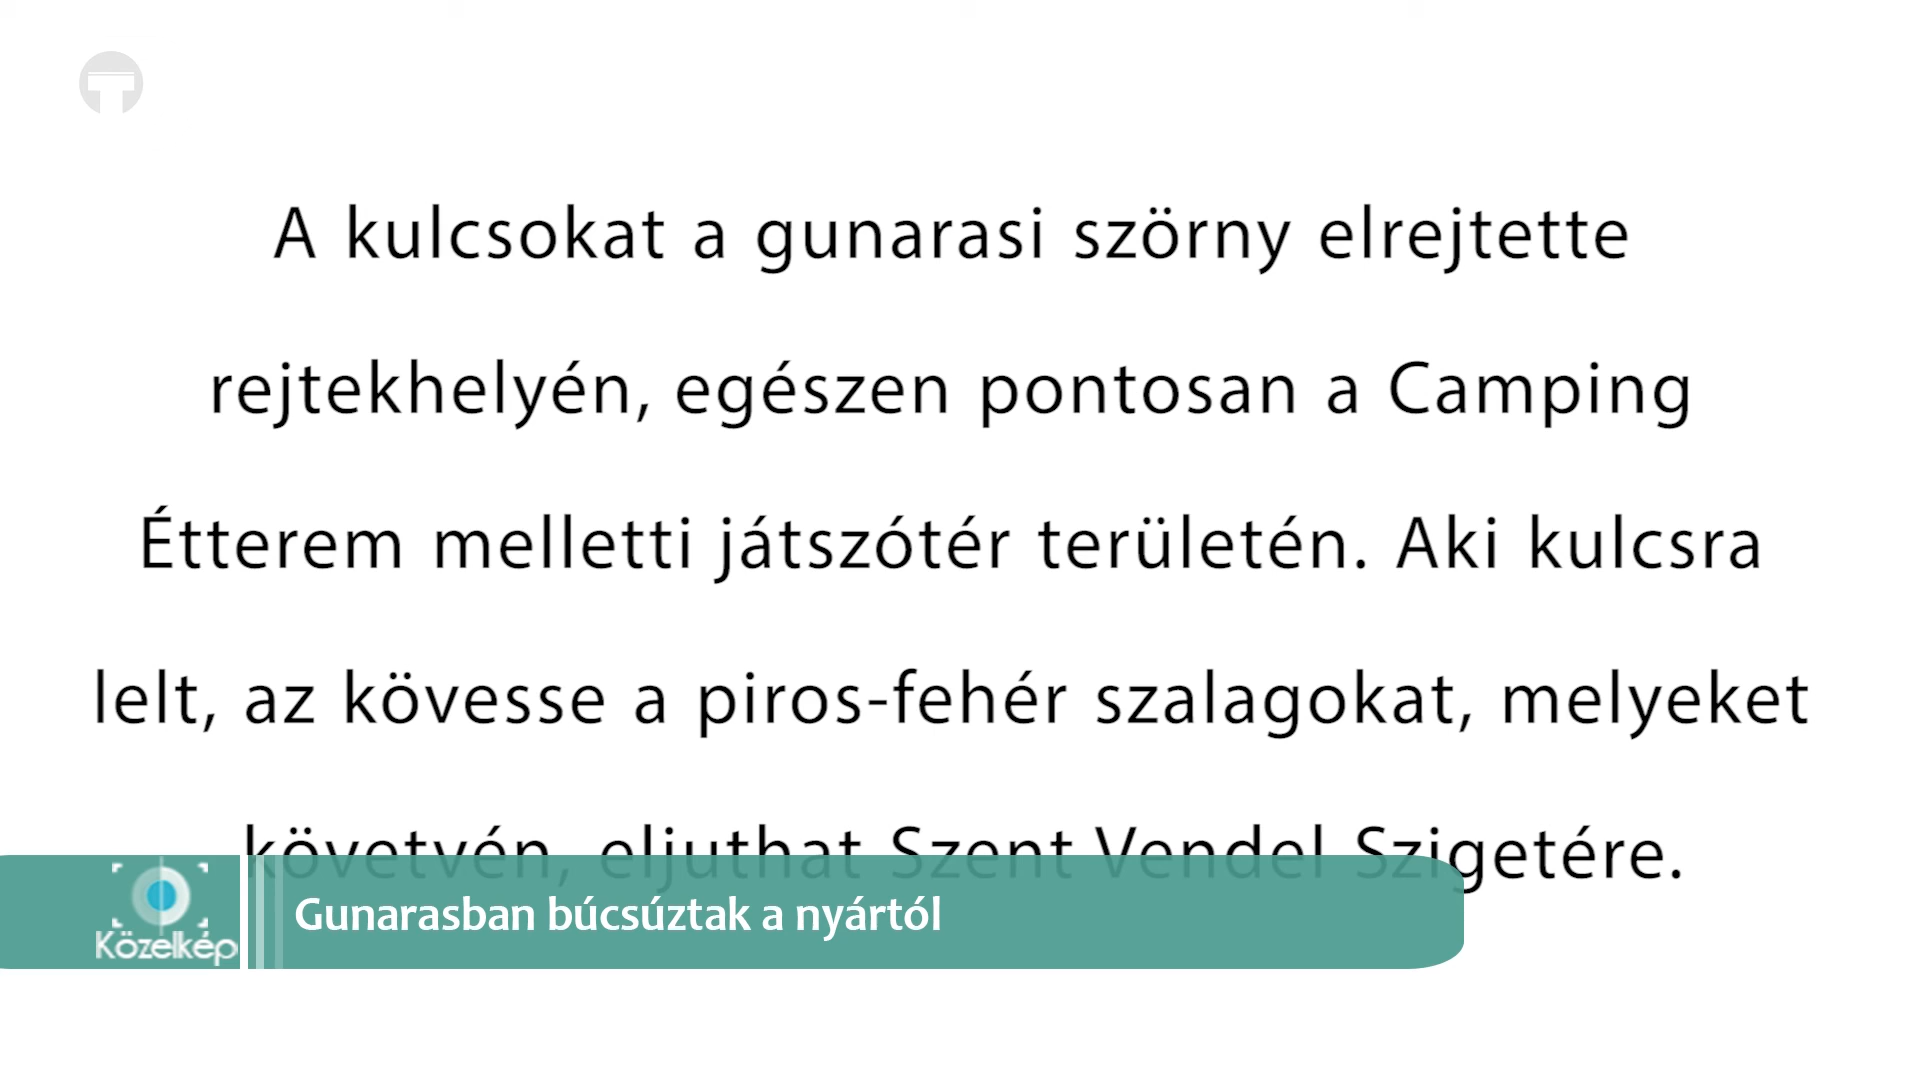 A kulcsokat a gunarasi szörny elrejtette
rejtekhelyén, egészen pontosan a Camping
Étterem melletti játszótér területén. Aki kulcsra
lelt, az kövesse a piros-fehér szalagokat, melyeket
követvén, eljuthat Szent Vendel Szigetére.
Közelkép
Gunarasban búcsúztak a nyártól